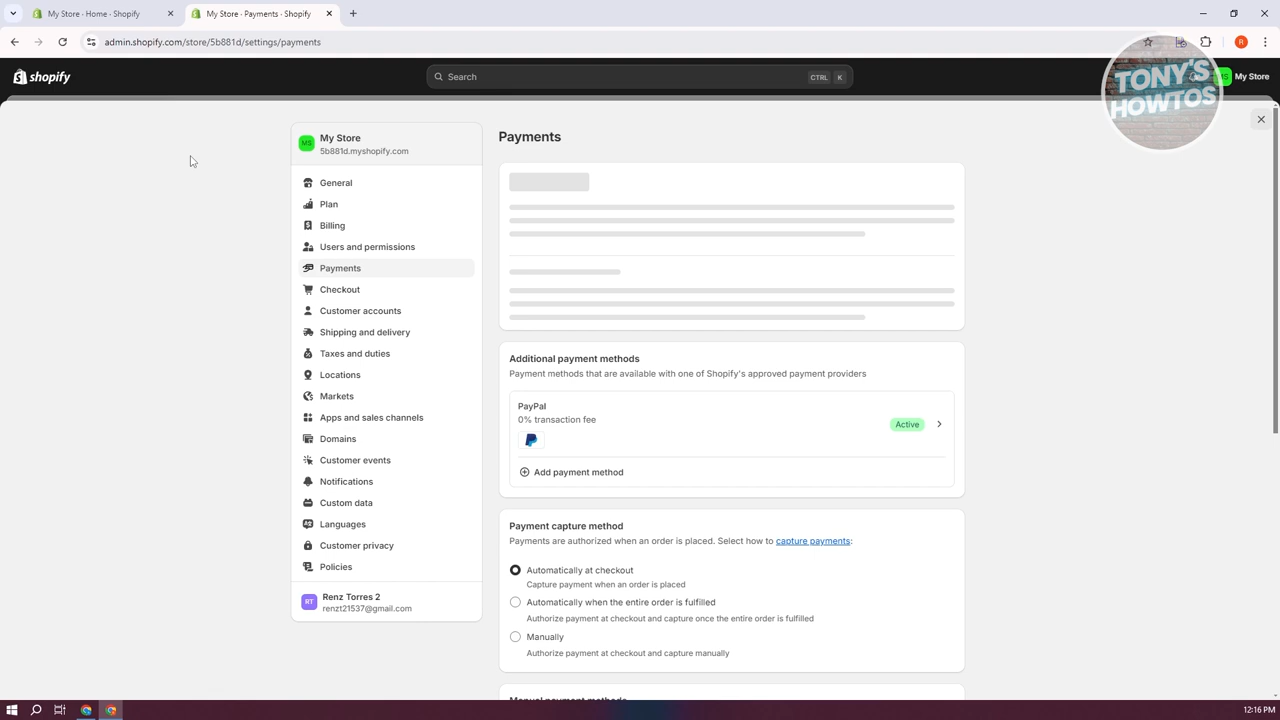 My Store - Home · Shopify
My Store - Payments · Shopify
admin.shopify.com/store/5b881d/settings/payments
R
shopify
Search
CTRL
K
MS
My Store
TONY'S
HOWTOS
MS
My Store
5b881d.myshopify.com
General
Plan
Billing
Users and permissions
Payments
Checkout
Customer accounts
Shipping and delivery
Taxes and duties
Locations
Markets
Apps and sales channels
Domains
Customer events
Notifications
Custom data
Languages
Customer privacy
Policies
RT
Renz Torres 2
renzt21537@gmail.com
Payments
Additional payment methods
Payment methods that are available with one of Shopify's approved payment providers
PayPal
0% transaction fee
Active
Add payment method
Payment capture method
Payments are authorized when an order is placed. Select how to capture payments:
Automatically at checkout
Capture payment when an order is placed
Automatically when the entire order is fulfilled
Authorize payment at checkout and capture once the entire order is fulfilled
Manually
Authorize payment at checkout and capture manually
Manual payment methods
12:16 PM